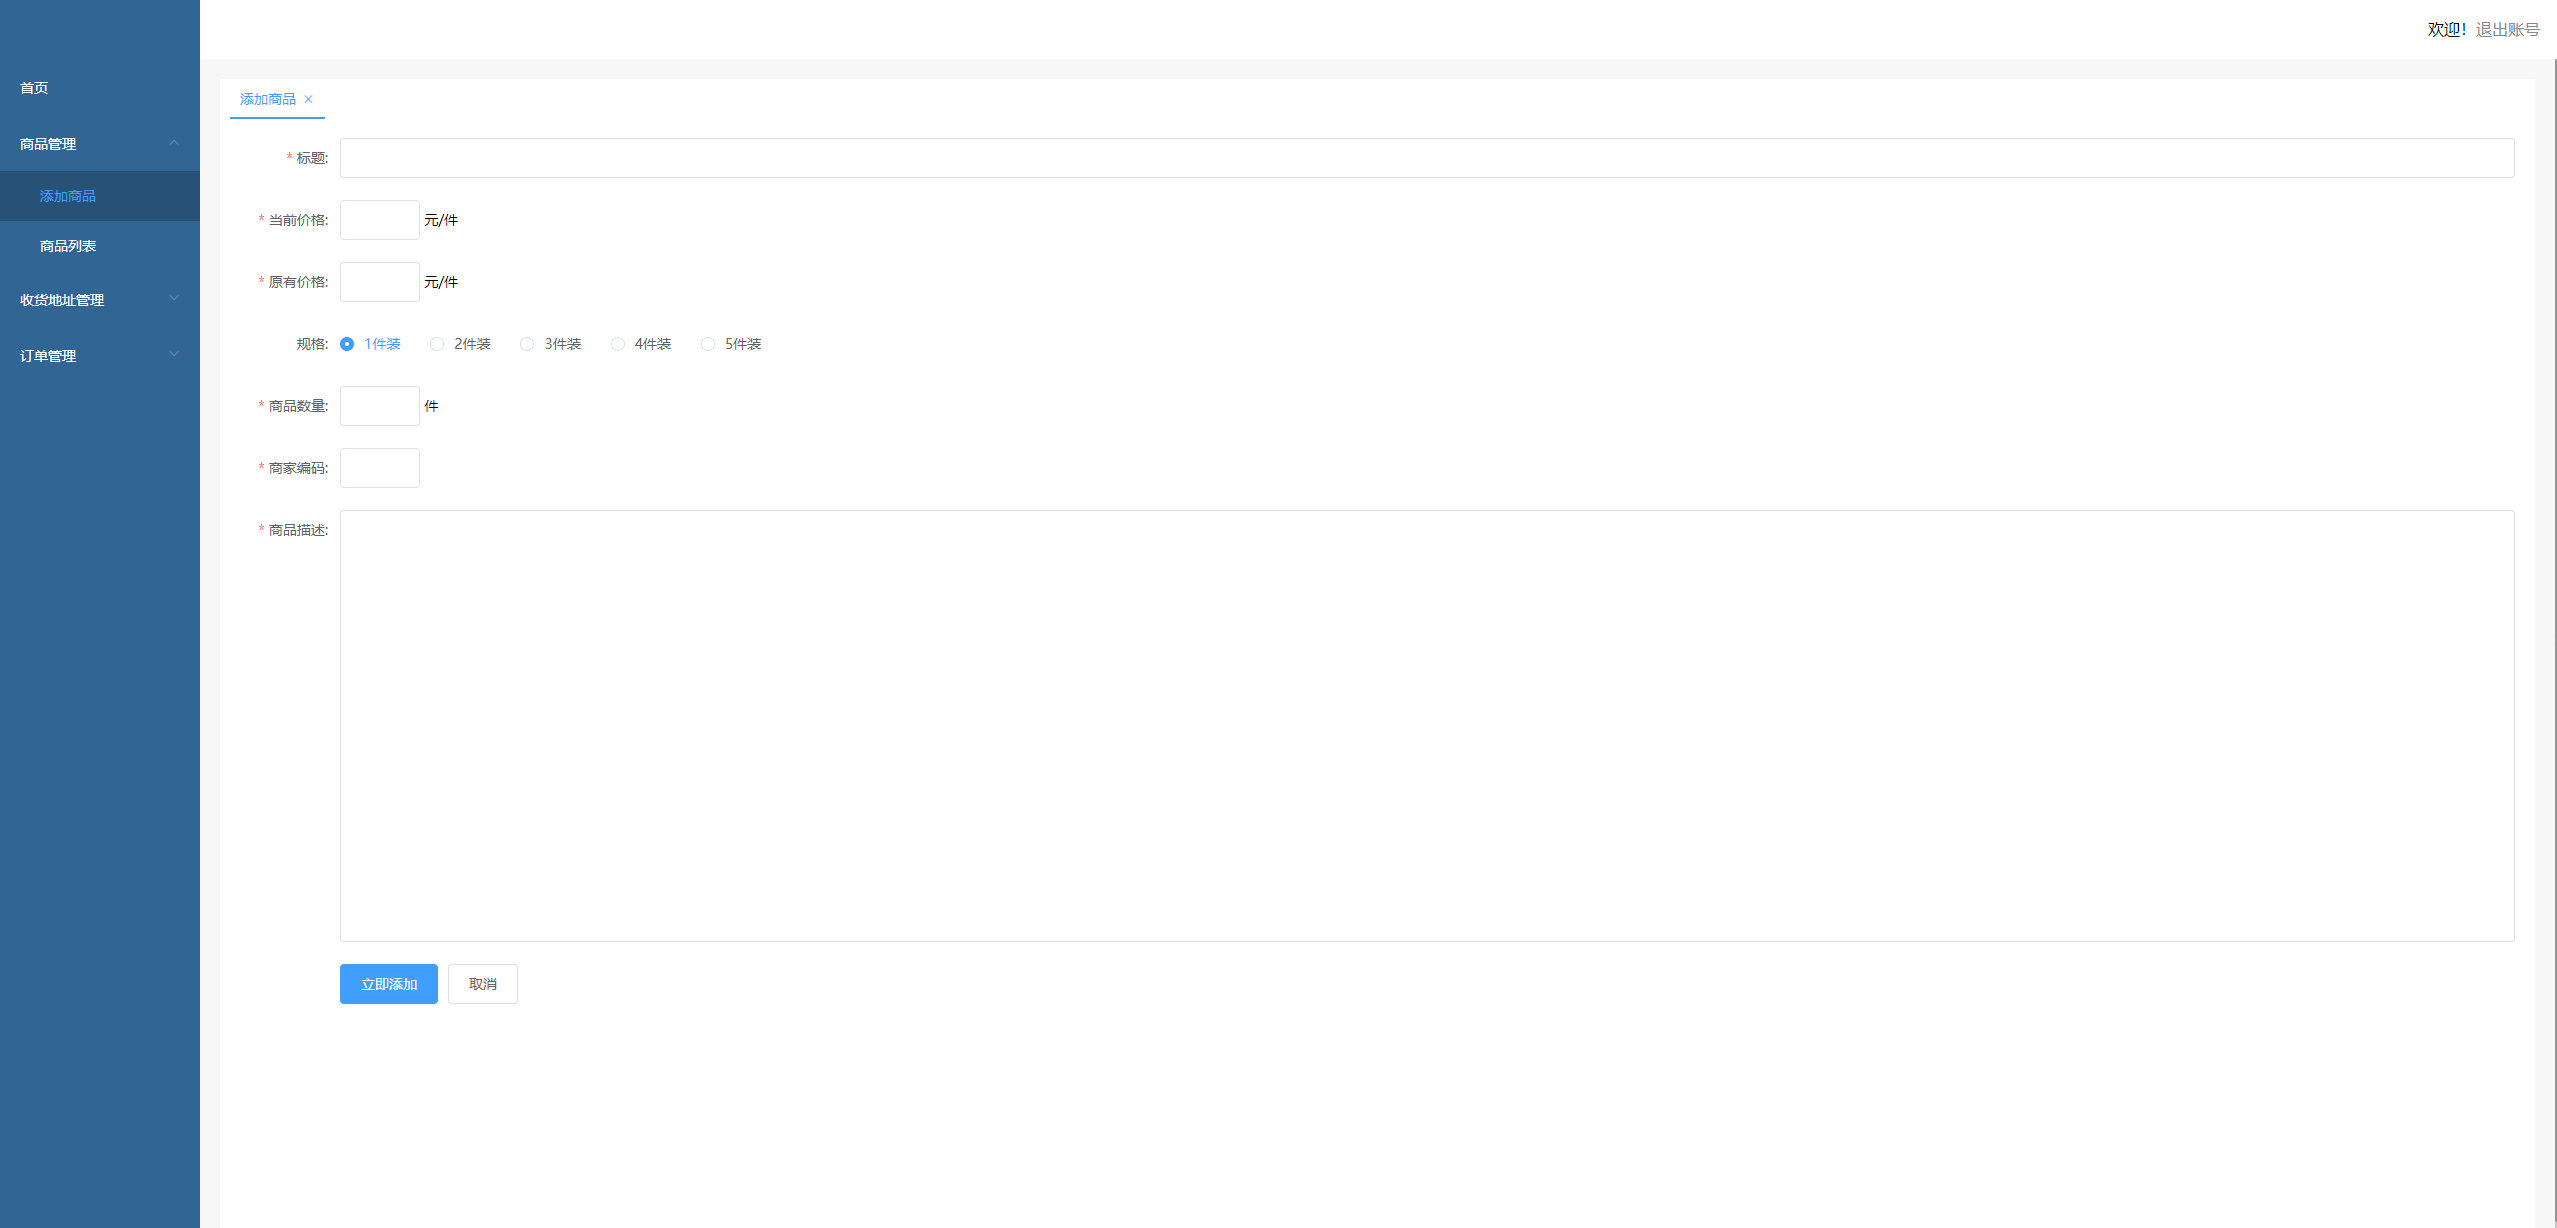 欢迎！退出账号
首页
商品管理
添加商品
商品列表
收货地址管理
订单管理
添加商品 ×
* 标题:
* 当前价格: 元/件
* 原有价格: 元/件
规格: 1件装 2件装 3件装 4件装 5件装
* 商品数量: 件
* 商家编码:
* 商品描述:
立即添加 取消